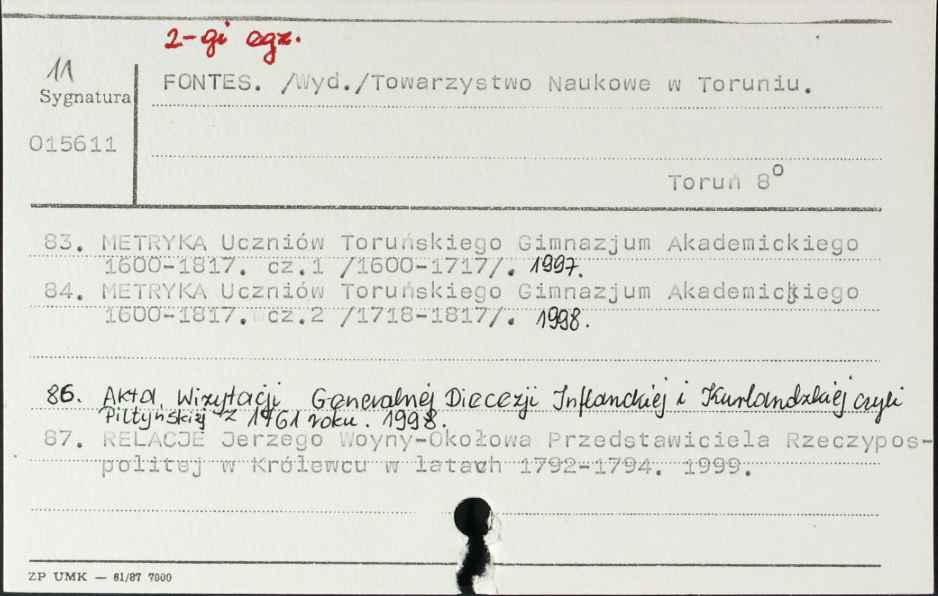 2-gi egz.
11
FONTES. /Wyd./Towarzystwo Naukowe w Toruniu.
Sygnatura
015611
Toruń 8°
83. METRYKA Uczniów Toruńskiego Gimnazjum Akademickiego
1600-1817. cz.1 /1600-1717/. 1997.
84. METRYKA Uczniów Toruńskiego Gimnazjum Akademickiego
1600-1817. cz.2 /1718-1817/. 1998.
86. Akta Wizytacji Generalnej Diecezji Inflanckiej i Kurlandzkiej czyli
Piltyńskiej z 1761 roku. 1998.
87. RELACJE Jerzego Woyny-Okołowa Przedstawiciela Rzeczypos-
politej w Królewcu w latach 1792-1794. 1999.
ZP UMK — 81/87 7000